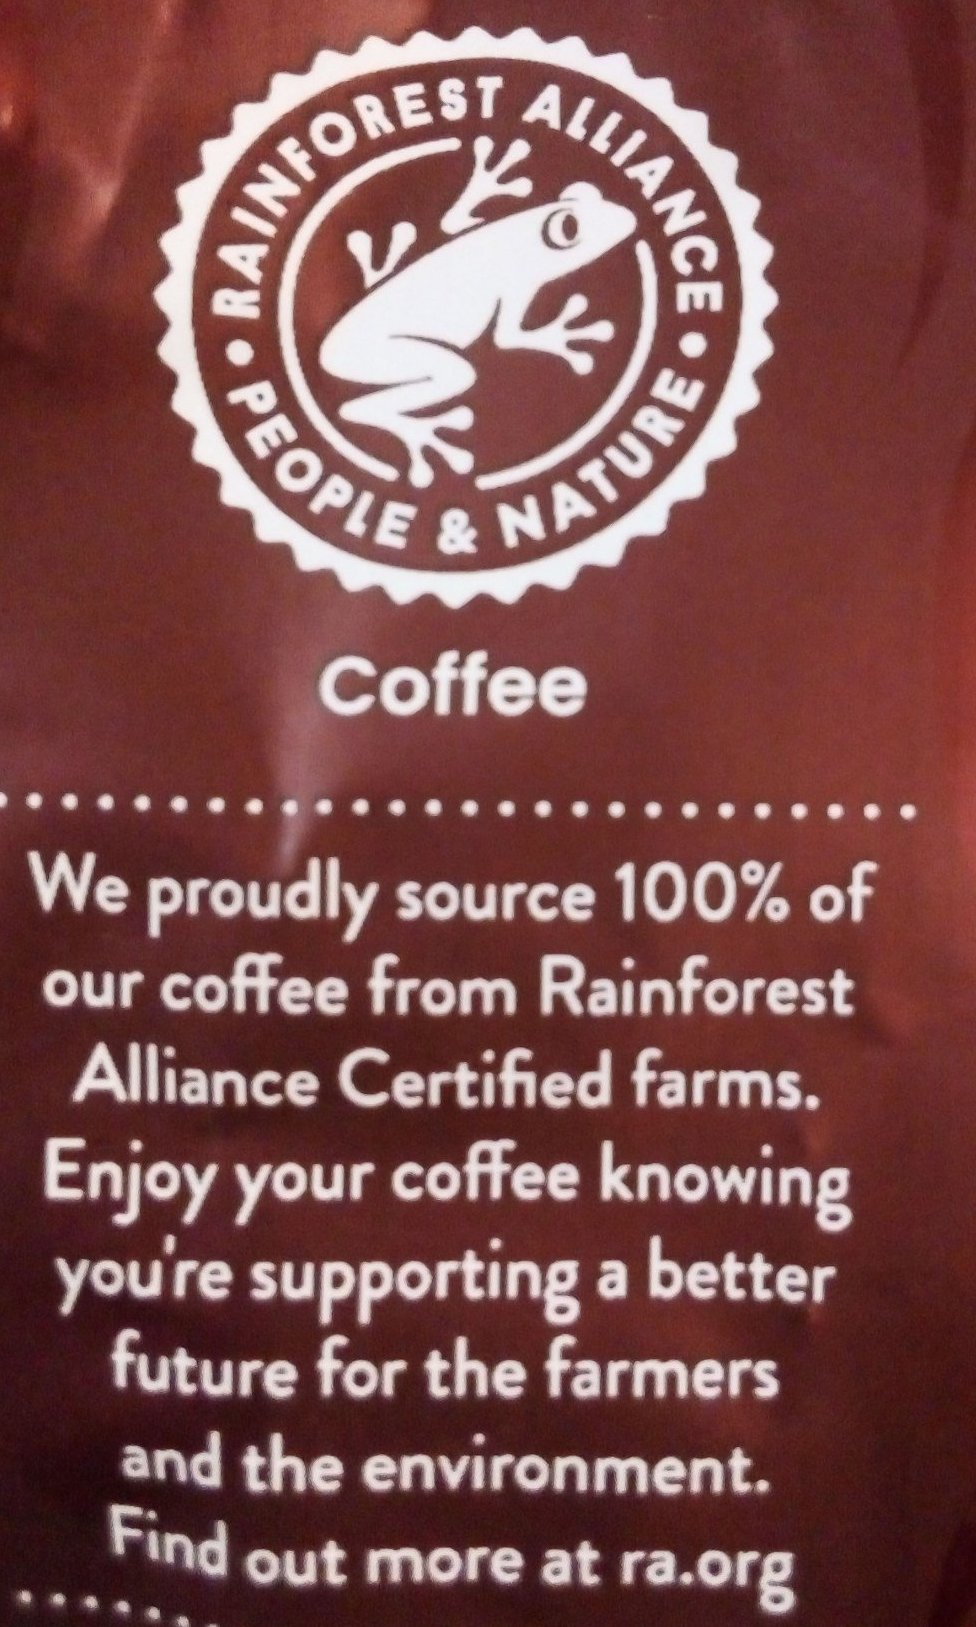 RAINFOREST ALLIANCE
• PEOPLE & NATURE •
Coffee
We proudly source 100% of
our coffee from Rainforest
Alliance Certified farms.
Enjoy your coffee knowing
you're supporting a better
future for the farmers
and the environment.
Find out more at ra.org